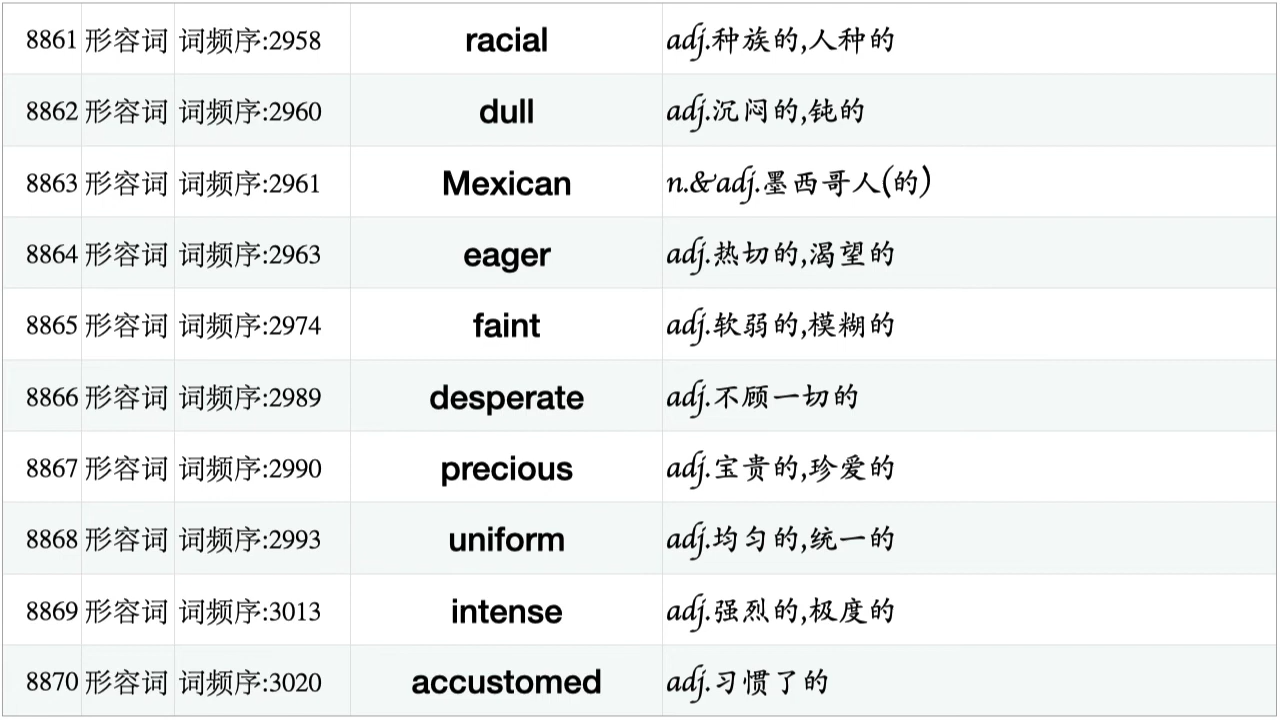 8861 形容词 词频序:2958 racial adj.种族的,人种的
8862 形容词 词频序:2960 dull adj.沉闷的,钝的
8863 形容词 词频序:2961 Mexican n.&adj.墨西哥人(的)
8864 形容词 词频序:2963 eager adj.热切的,渴望的
8865 形容词 词频序:2974 faint adj.软弱的,模糊的
8866 形容词 词频序:2989 desperate adj.不顾一切的
8867 形容词 词频序:2990 precious adj.宝贵的,珍爱的
8868 形容词 词频序:2993 uniform adj.均匀的,统一的
8869 形容词 词频序:3013 intense adj.强烈的,极度的
8870 形容词 词频序:3020 accustomed adj.习惯了的